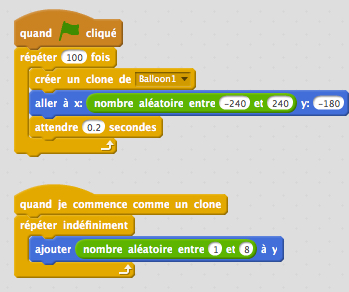 quand cliqué
répéter 100 fois
créer un clone de Balloon1
aller à x: nombre aléatoire entre -240 et 240 y: -180
attendre 0.2 secondes
quand je commence comme un clone
répéter indéfiniment
ajouter nombre aléatoire entre 1 et 8 à y